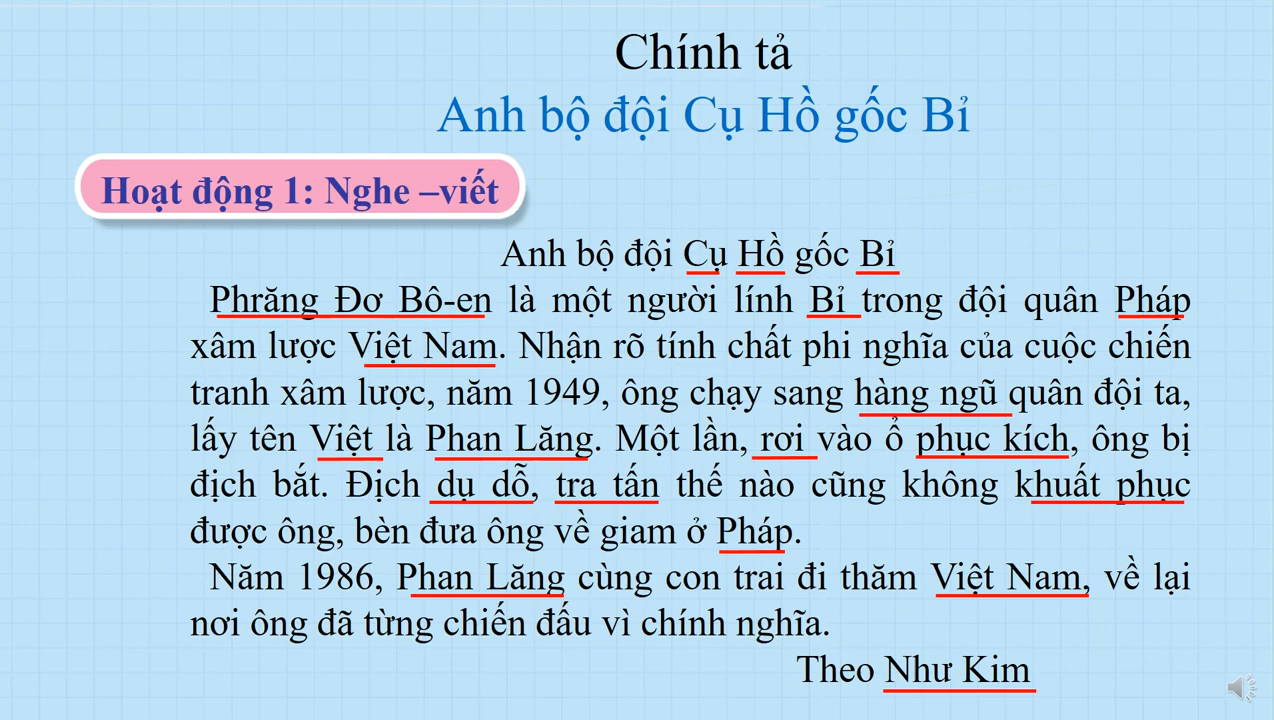 Chính tả
Anh bộ đội Cụ Hồ gốc Bỉ
Hoạt động 1: Nghe –viết
Anh bộ đội Cụ Hồ gốc Bỉ
Phrăng Đơ Bô-en là một người lính Bỉ trong đội quân Pháp
xâm lược Việt Nam. Nhận rõ tính chất phi nghĩa của cuộc chiến
tranh xâm lược, năm 1949, ông chạy sang hàng ngũ quân đội ta,
lấy tên Việt là Phan Lăng. Một lần, rơi vào ổ phục kích, ông bị
địch bắt. Địch dụ dỗ, tra tấn thế nào cũng không khuất phục
được ông, bèn đưa ông về giam ở Pháp.
Năm 1986, Phan Lăng cùng con trai đi thăm Việt Nam, về lại
nơi ông đã từng chiến đấu vì chính nghĩa.
Theo Như Kim